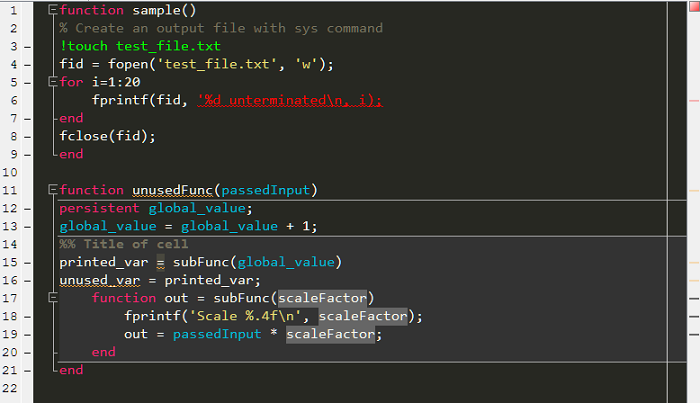 1 function sample()
2 % Create an output file with sys command
3 – !touch test_file.txt
4 – fid = fopen('test_file.txt', 'w');
5 – for i=1:20
6 –     fprintf(fid, '%d unterminated\n, i);
7 – end
8 – fclose(fid);
9 – end
10
11 function unusedFunc(passedInput)
12 – persistent global_value;
13 – global_value = global_value + 1;
14 %% Title of cell
15 – printed_var = subFunc(global_value)
16 – unused_var = printed_var;
17     function out = subFunc(scaleFactor)
18 –         fprintf('Scale %.4f\n', scaleFactor);
19 –         out = passedInput * scaleFactor;
20 –     end
21 – end
22